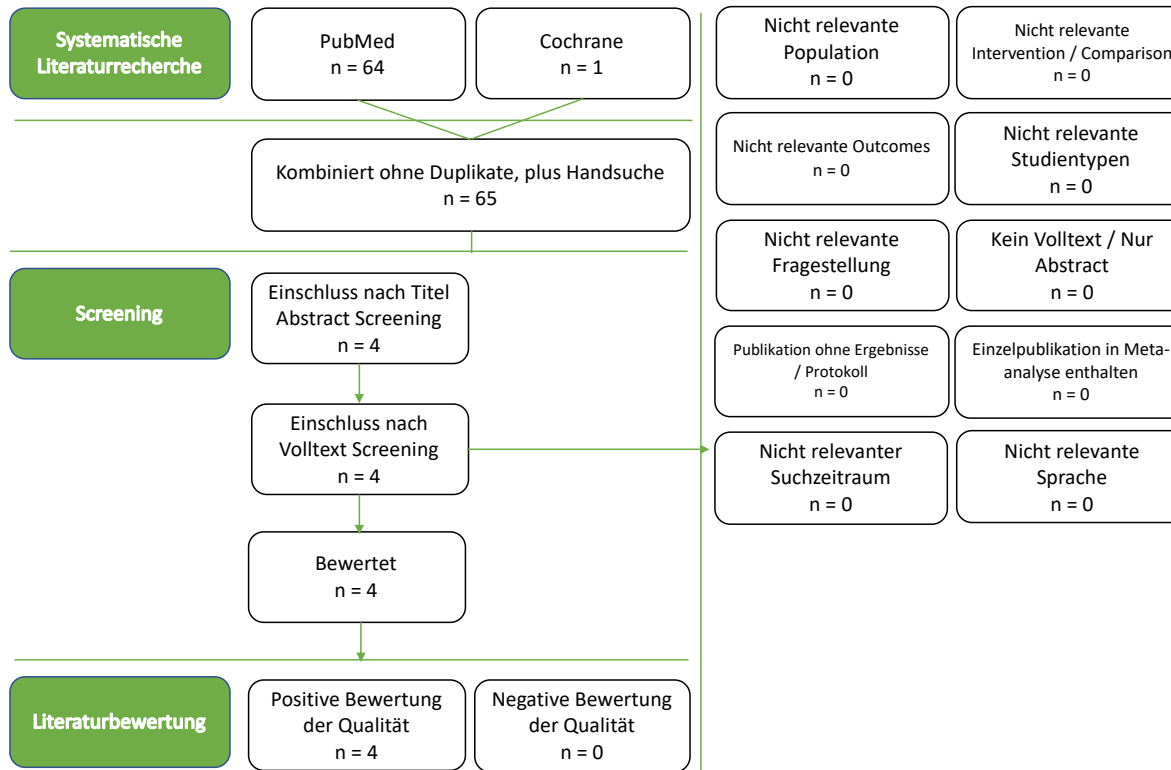 Systematische
Literaturrecherche
PubMed
n = 64
Cochrane
n = 1
Kombiniert ohne Duplikate, plus Handsuche
n = 65
Screening
Einschluss nach Titel
Abstract Screening
n = 4
Einschluss nach
Volltext Screening
n = 4
Bewertet
n = 4
Literaturbewertung
Positive Bewertung
der Qualität
n = 4
Negative Bewertung
der Qualität
n = 0
Nicht relevante
Population
n = 0
Nicht relevante
Intervention / Comparison
n = 0
Nicht relevante Outcomes
n = 0
Nicht relevante
Studientypen
n = 0
Nicht relevante
Fragestellung
n = 0
Kein Volltext / Nur
Abstract
n = 0
Publikation ohne Ergebnisse
/ Protokoll
n = 0
Einzelpublikation in Meta-
analyse enthalten
n = 0
Nicht relevanter
Suchzeitraum
n = 0
Nicht relevante
Sprache
n = 0